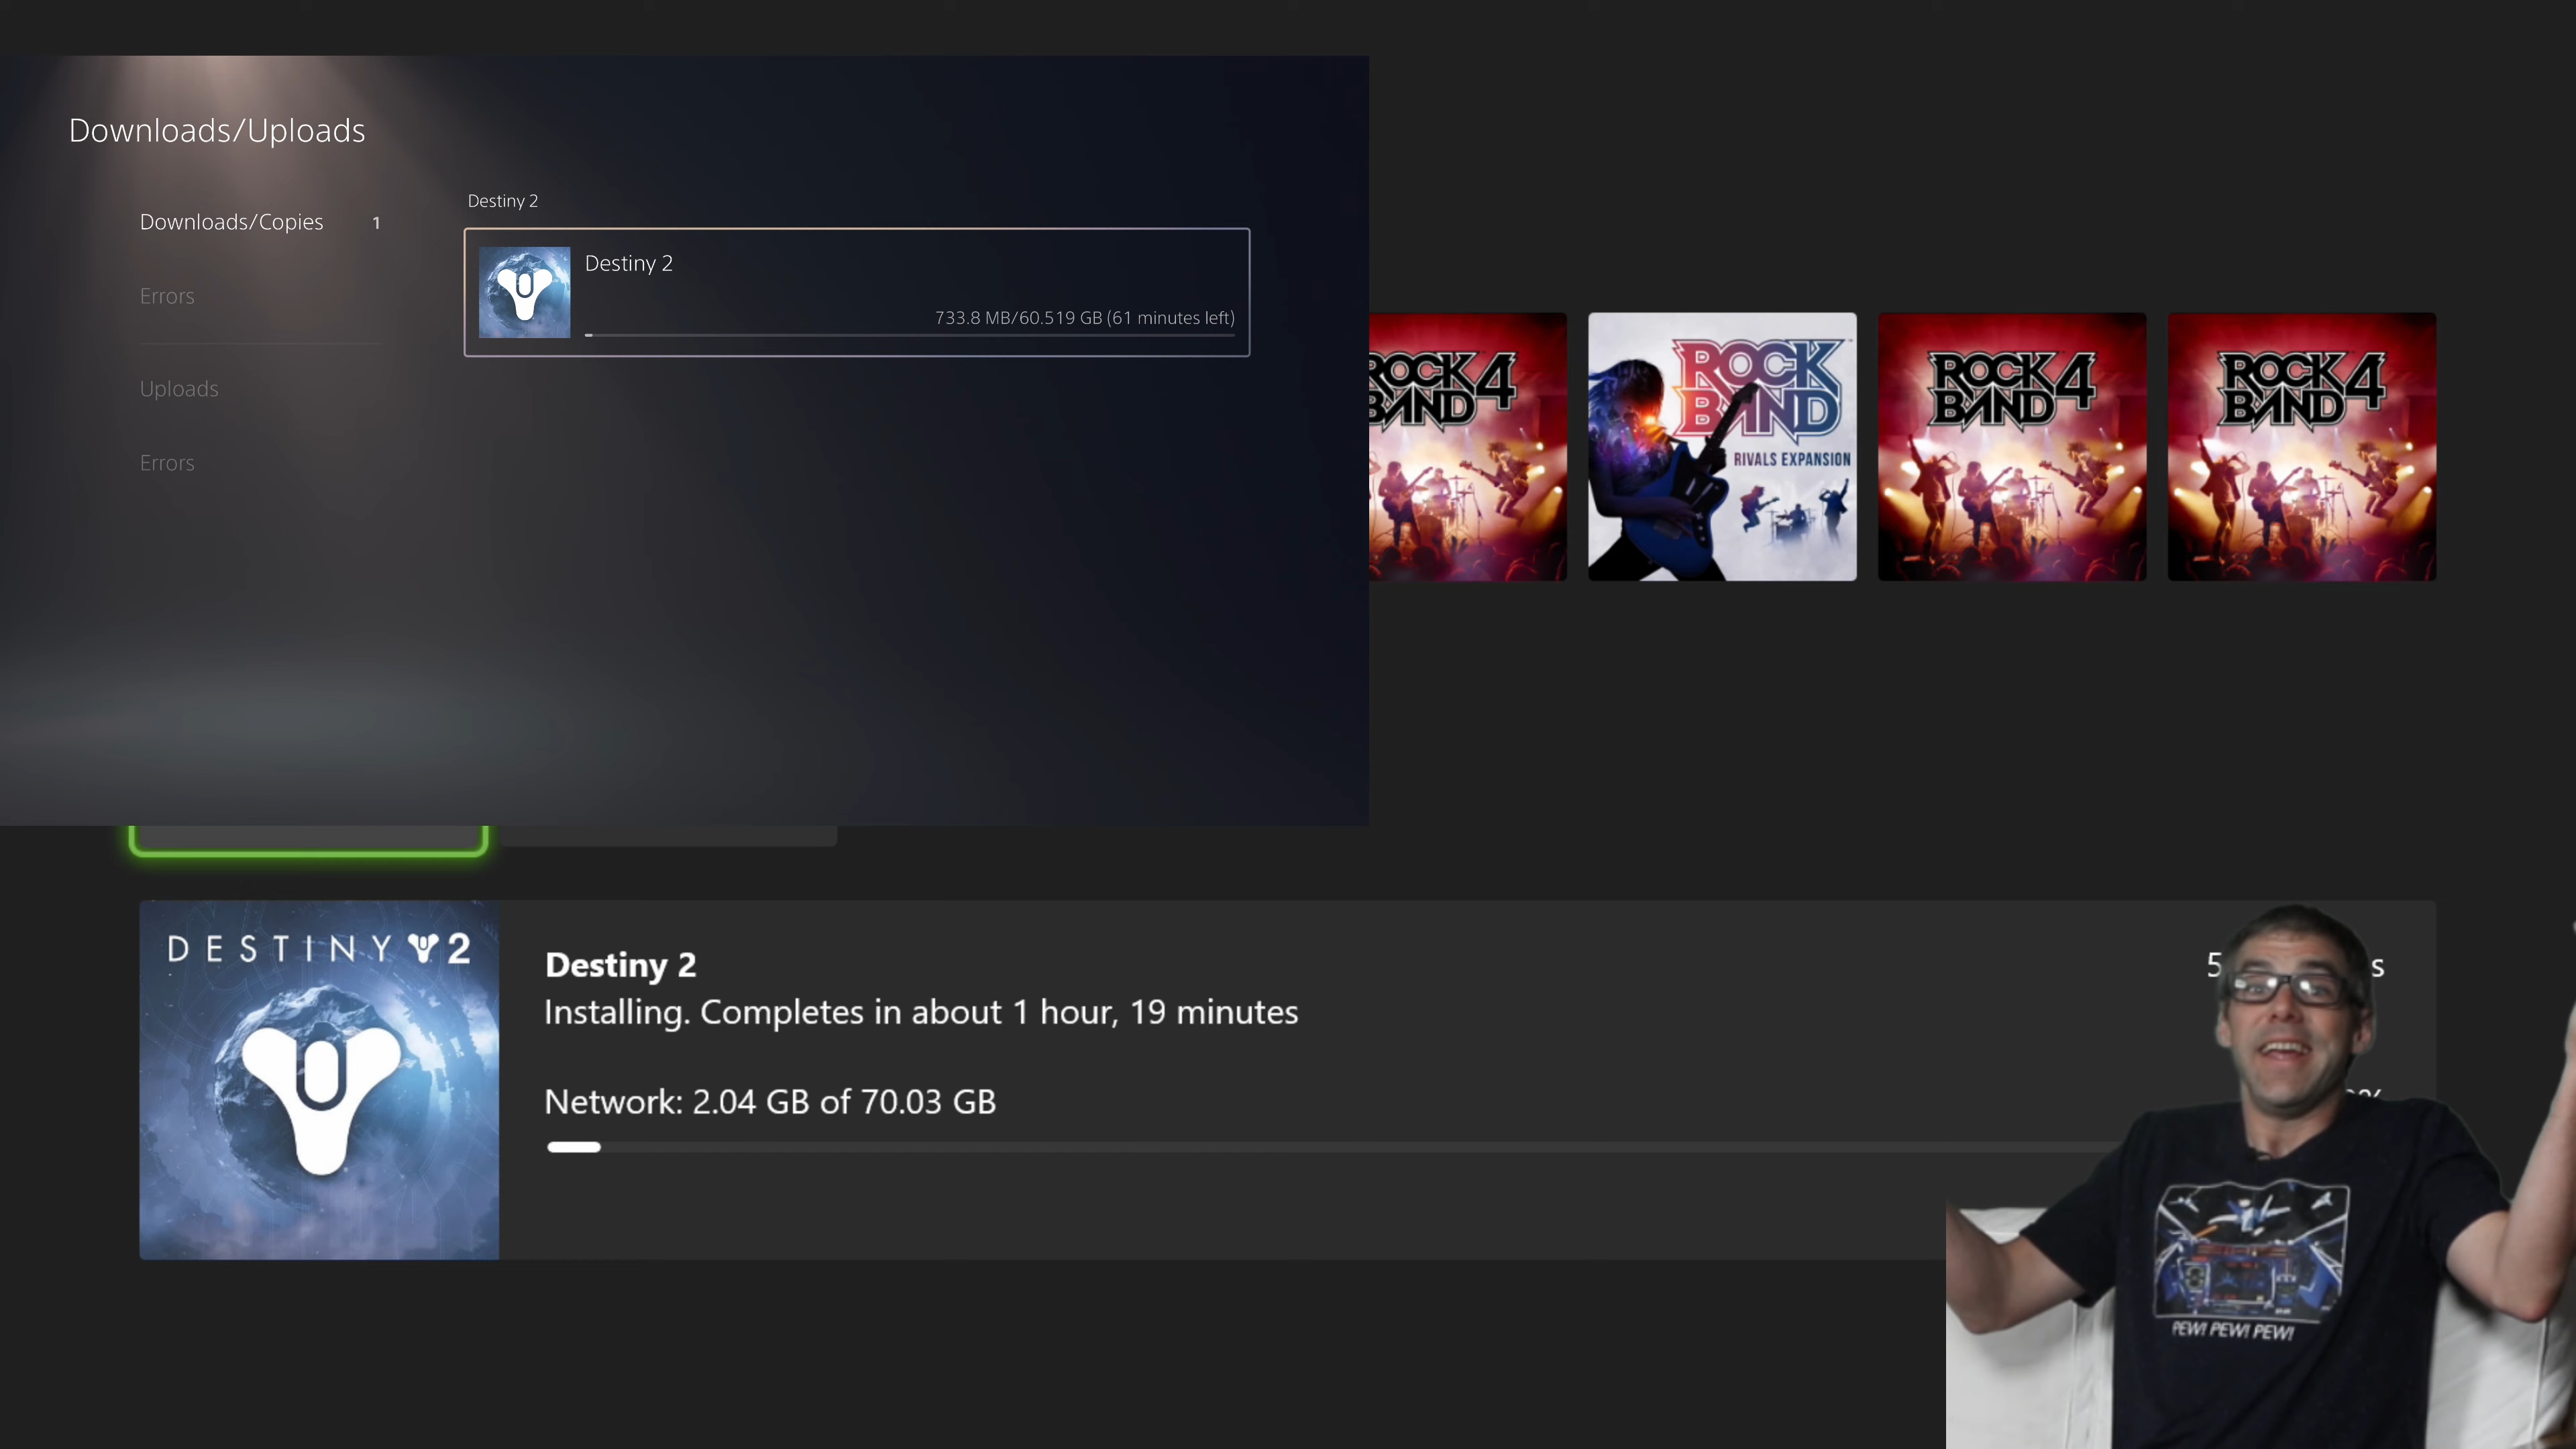 Downloads/Uploads
Downloads/Copies 1
Errors
Uploads
Errors
Destiny 2
Destiny 2
733.8 MB/60.519 GB (61 minutes left)
ROCK BAND 4
ROCK BAND
RIVALS EXPANSION
ROCK BAND 4
ROCK BAND 4
DESTINY 2
Destiny 2
Installing. Completes in about 1 hour, 19 minutes
Network: 2.04 GB of 70.03 GB
PEW! PEW! PEW!